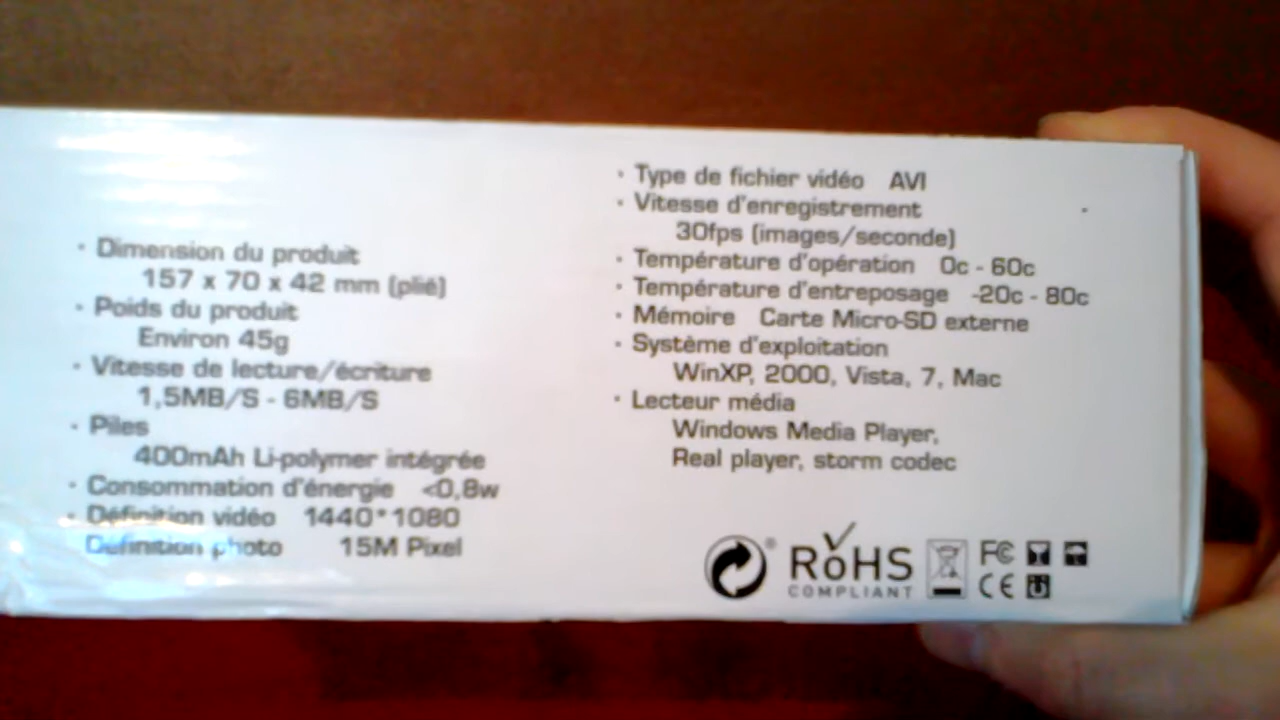 · Dimension du produit
157 x 70 x 42 mm (plié)
· Poids du produit
Environ 45g
· Vitesse de lecture/écriture
1,5MB/S - 6MB/S
· Piles
400mAh Li-polymer intégrée
· Consommation d'énergie <0,8w
· Définition vidéo 1440*1080
Définition photo 15M Pixel
· Type de fichier vidéo AVI
· Vitesse d'enregistrement
30fps (images/seconde)
· Température d'opération 0c - 60c
· Température d'entreposage -20c - 80c
· Mémoire Carte Micro-SD externe
· Système d'exploitation
WinXP, 2000, Vista, 7, Mac
· Lecteur média
Windows Media Player,
Real player, storm codec
® RoHS FC
COMPLIANT CE